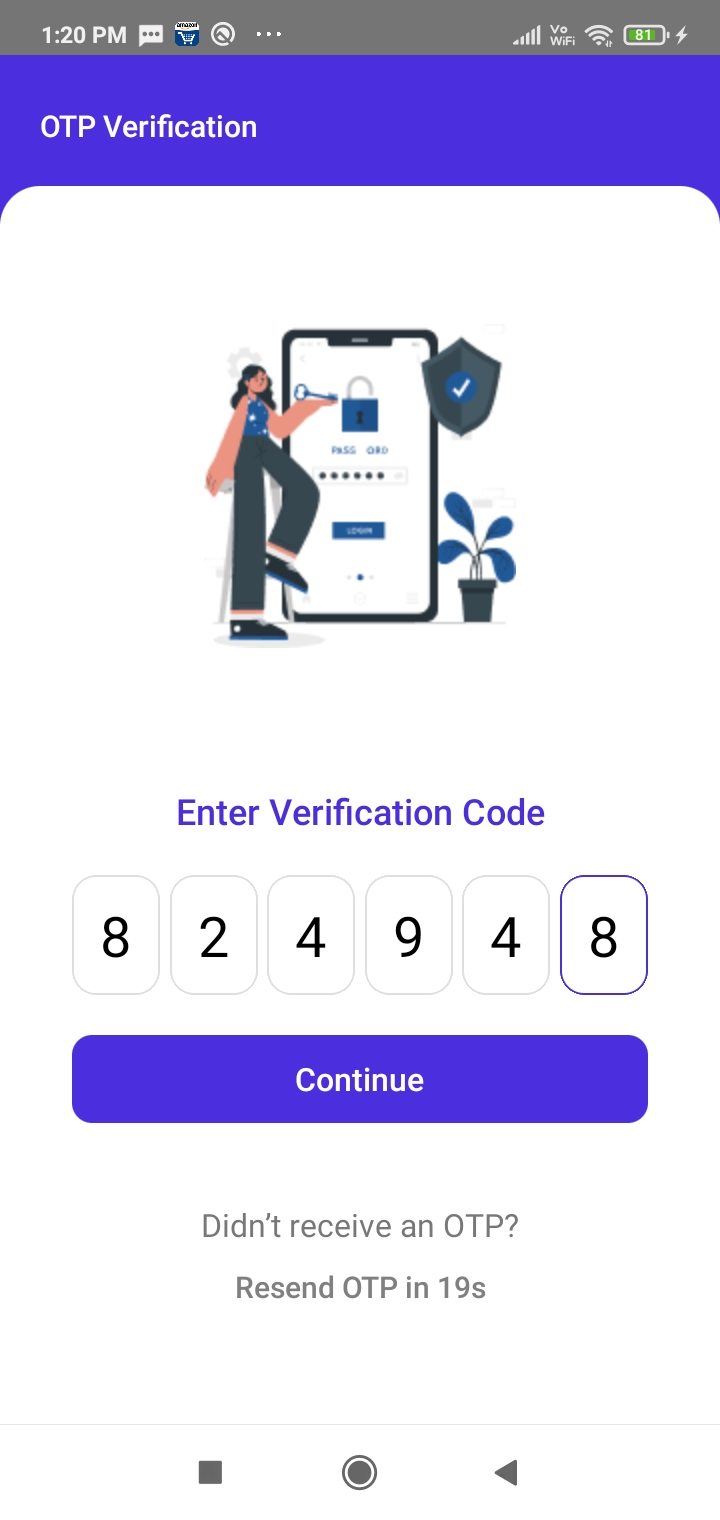 1:20 PM
amazon
Vo
WiFi
81
OTP Verification
PASS ORD
LOGIN
Enter Verification Code
8 2 4 9 4 8
Continue
Didn't receive an OTP?
Resend OTP in 19s